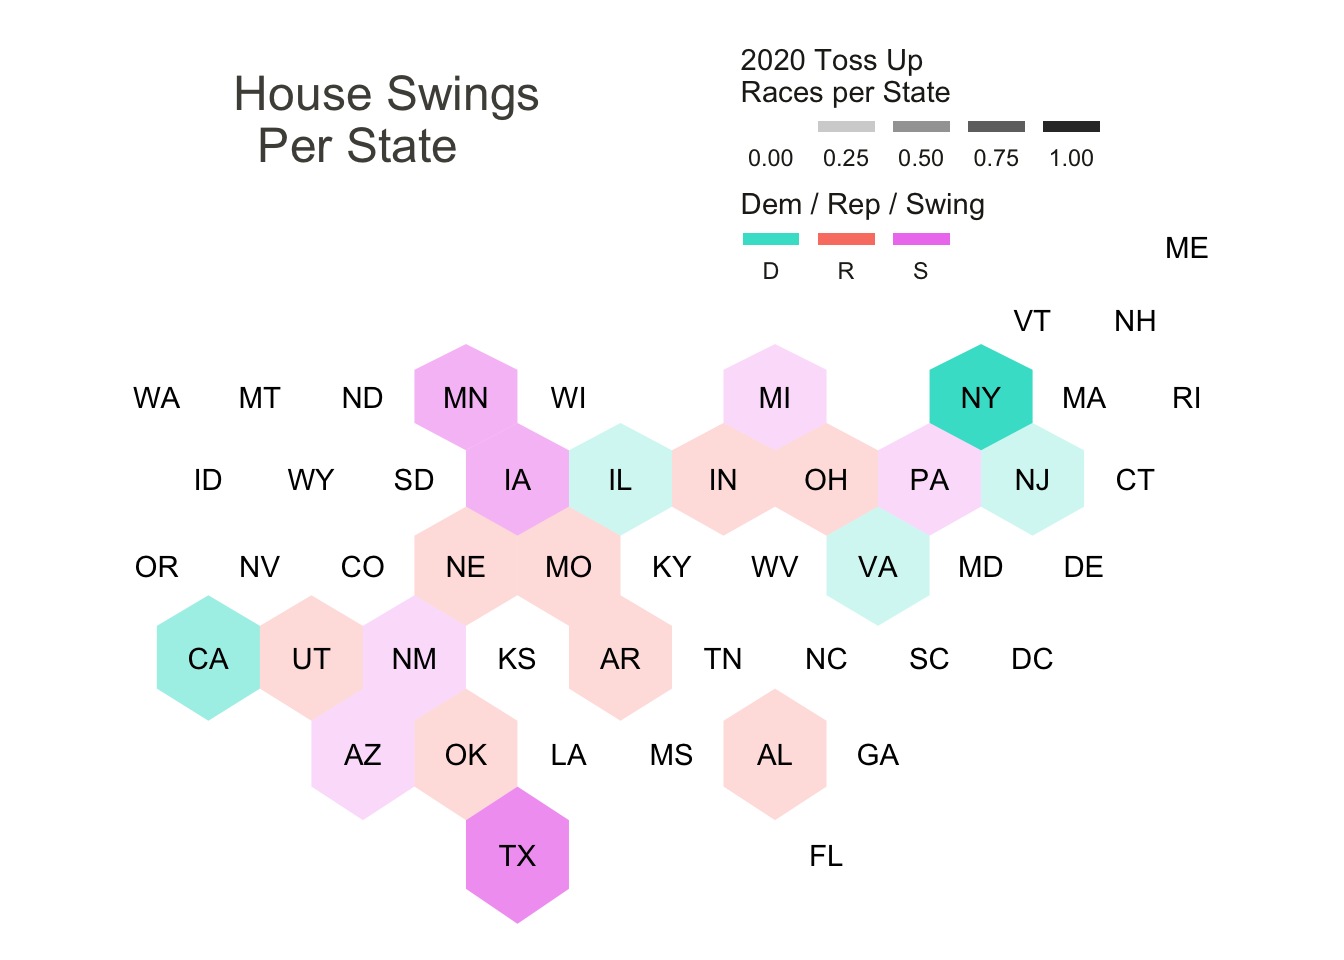 House Swings
Per State
2020 Toss Up
Races per State
0.00 0.25 0.50 0.75 1.00
Dem / Rep / Swing
D R S
ME
VT NH
WA MT ND MN WI MI NY MA RI
ID WY SD IA IL IN OH PA NJ CT
OR NV CO NE MO KY WV VA MD DE
CA UT NM KS AR TN NC SC DC
AZ OK LA MS AL GA
TX FL